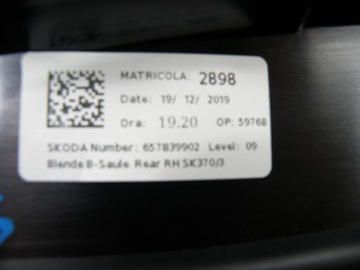 MATRICOLA: 2898
Date: 19/ 12/ 2019
Ora: 19.20 OP: 59768
SKODA Number: 657839902 Level: 09
Blende B-Saule Rear RH SK370/3